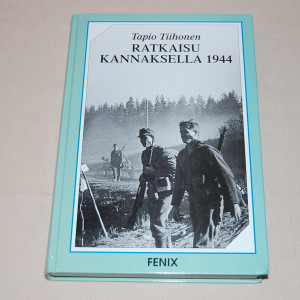 Tapio Tiihonen
RATKAISU
KANNAKSELLA 1944
FENIX